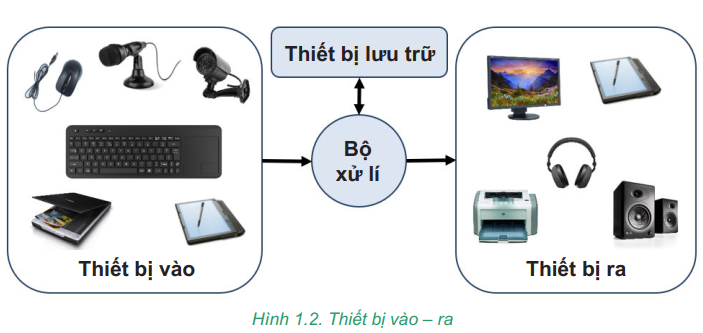 Thiết bị lưu trữ
Bộ
xử lí
Thiết bị vào
Thiết bị ra
Hình 1.2. Thiết bị vào – ra